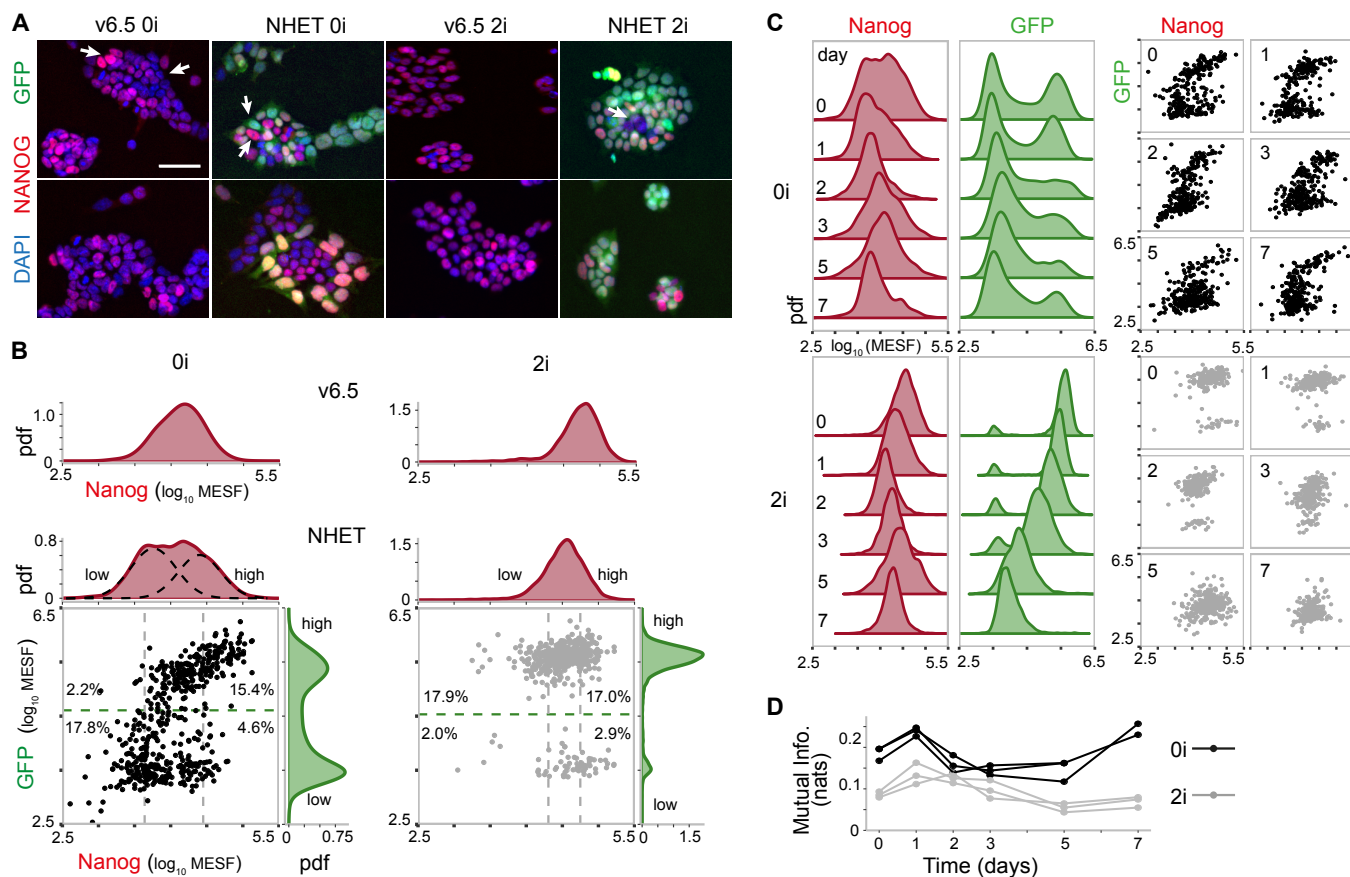 A
v6.5 0i
NHET 0i
v6.5 2i
NHET 2i
DAPI NANOG GFP
B
0i
2i
v6.5
pdf
1.0
0
2.5
5.5
Nanog (log10 MESF)
1.5
0
2.5
5.5
NHET
pdf
0.8
0
low
high
1.5
0
low
high
6.5
2.5
GFP (log10 MESF)
2.2%
15.4%
17.8%
4.6%
2.5
5.5
Nanog (log10 MESF)
high
low
0
0.75
pdf
6.5
2.5
17.9%
17.0%
2.0%
2.9%
2.5
5.5
high
low
0
1.5
C
Nanog
GFP
Nanog
GFP
day
0
1
2
3
5
7
0i
pdf
2.5
log10 (MESF)
5.5
2.5
6.5
0
1
2
3
5
7
6.5
2.5
2.5
5.5
2i
0
1
2
3
5
7
2.5
5.5
2.5
6.5
0
1
2
3
5
7
6.5
2.5
2.5
5.5
D
Mutual Info.
(nats)
0.2
0.1
0
0
1
2
3
5
7
Time (days)
0i
2i